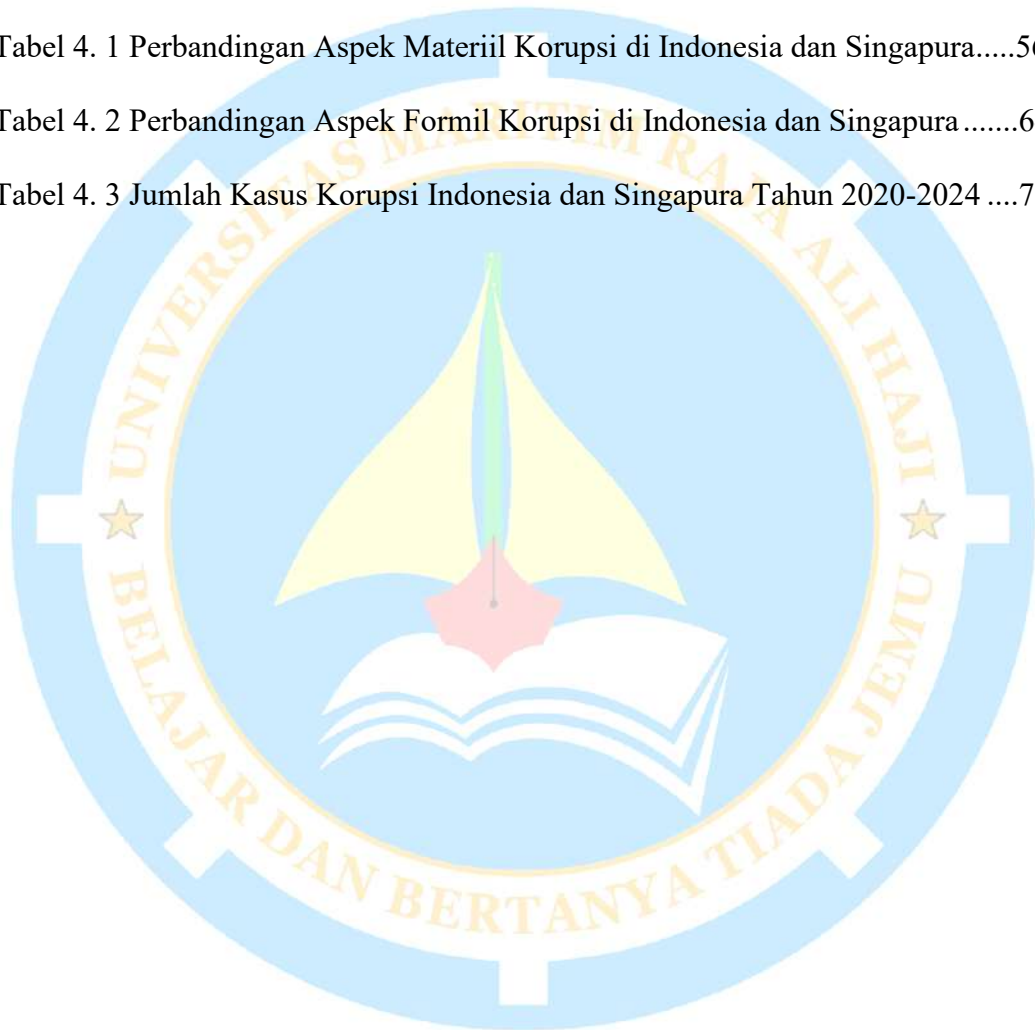 Tabel 4. 1 Perbandingan Aspek Materiil Korupsi di Indonesia dan Singapura.....5
Tabel 4. 2 Perbandingan Aspek Formil Korupsi di Indonesia dan Singapura.......6
Tabel 4. 3 Jumlah Kasus Korupsi Indonesia dan Singapura Tahun 2020-2024 ....7
UNIVERSITAS MARITIM RAJA ALI HAJI
BELAJAR DAN BERTANYA TIADA JEMU